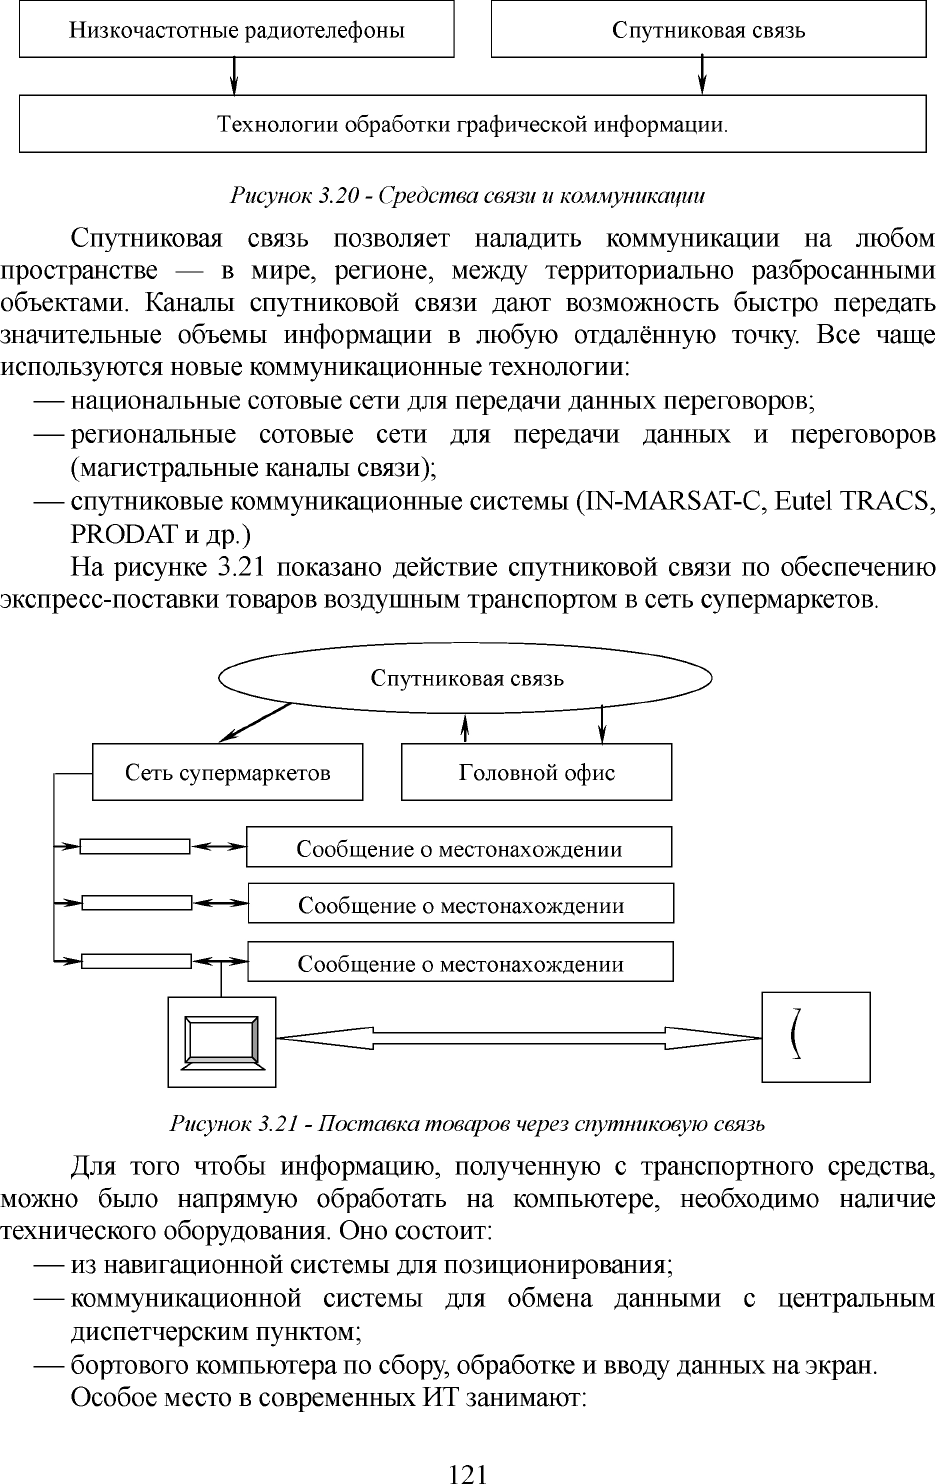 Низкочастотные радиотелефоны
Спутниковая связь
Технологии обработки графической информации.
Рисунок 3.20 - Средства связи и коммуникации
Спутниковая связь позволяет наладить коммуникации на любом
пространстве — в мире, регионе, между территориально разбросанными
объектами. Каналы спутниковой связи дают возможность быстро передать
значительные объемы информации в любую отдалённую точку. Все чаще
используются новые коммуникационные технологии:
— национальные сотовые сети для передачи данных переговоров;
— региональные сотовые сети для передачи данных и переговоров
(магистральные каналы связи);
— спутниковые коммуникационные системы (IN-MARSAT-C, Eutel TRACS,
PRODAT и др.)
На рисунке 3.21 показано действие спутниковой связи по обеспечению
экспресс-поставки товаров воздушным транспортом в сеть супермаркетов.
Спутниковая связь
Сеть супермаркетов
Головной офис
Сообщение о местонахождении
Сообщение о местонахождении
Сообщение о местонахождении
(
Рисунок 3.21 - Поставка товаров через спутниковую связь
Для того чтобы информацию, полученную с транспортного средства,
можно было напрямую обработать на компьютере, необходимо наличие
технического оборудования. Оно состоит:
— из навигационной системы для позиционирования;
— коммуникационной системы для обмена данными с центральным
диспетчерским пунктом;
— бортового компьютера по сбору, обработке и вводу данных на экран.
Особое место в современных ИТ занимают:
121